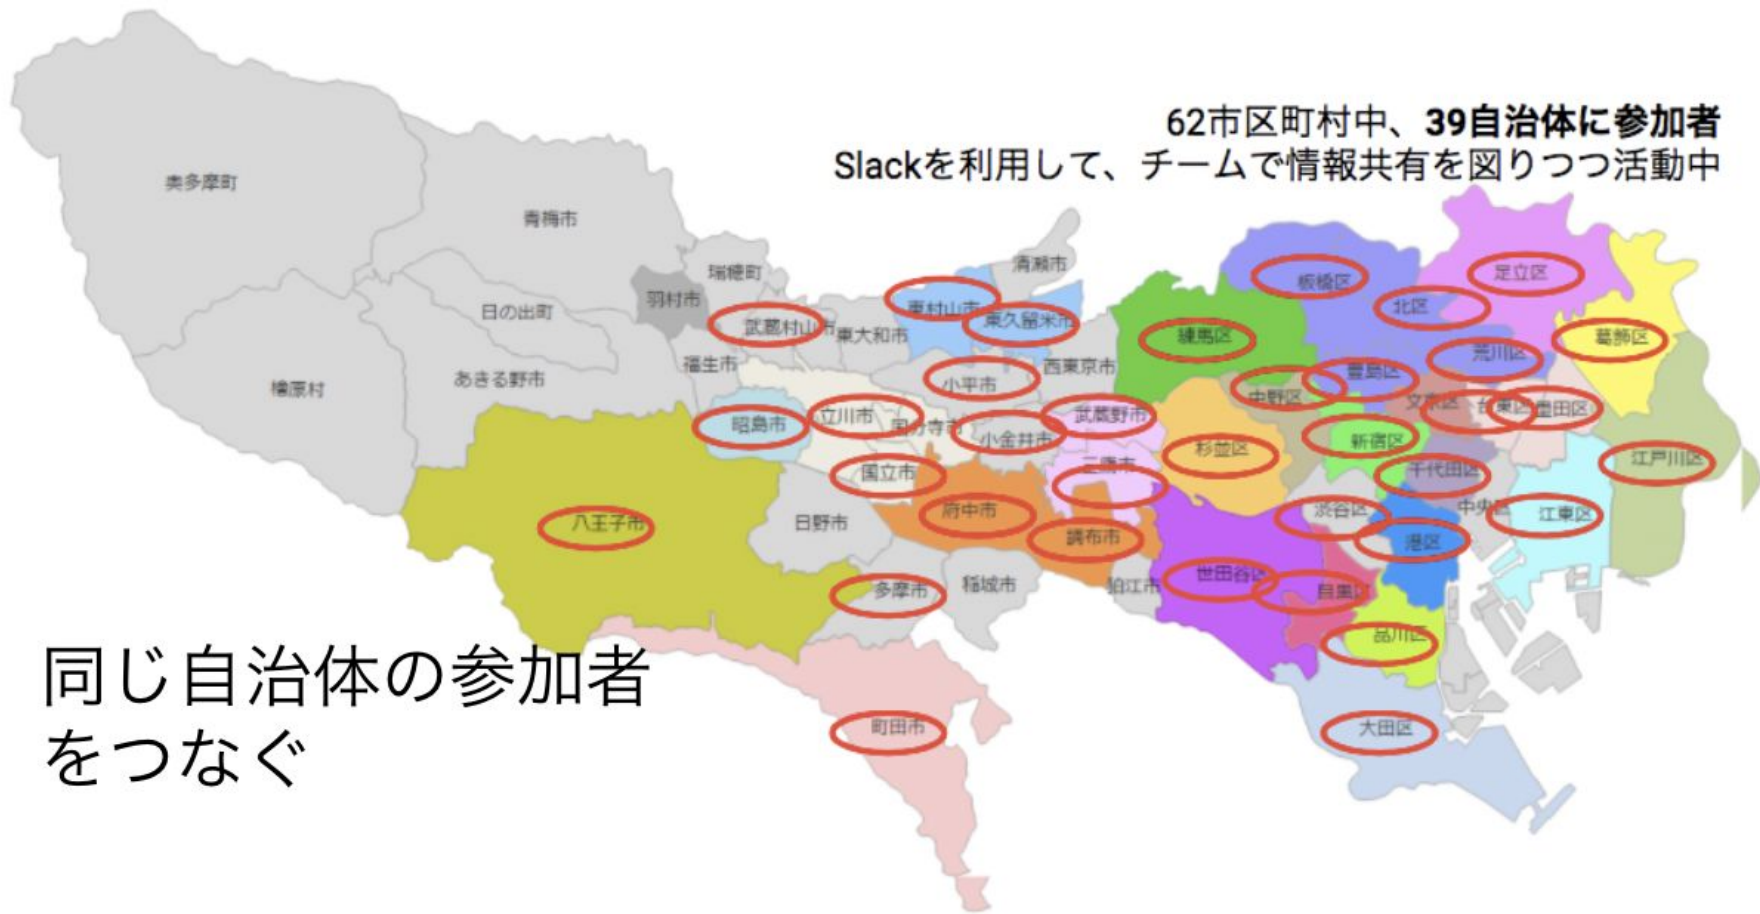 62市区町村中、39自治体に参加者
Slackを利用して、チームで情報共有を図りつつ活動中
奥多摩町
青梅市
瑞穂町
清瀬市
羽村市
日の出町
武蔵村山市
東大和市
東村山市
東久留米市
板橋区
足立区
北区
練馬区
葛飾区
荒川区
福生市
西東京市
あきる野市
檜原村
小平市
豊島区
中野区
文京区
台東区
墨田区
昭島市
立川市
国分寺市
小金井市
武蔵野市
杉並区
新宿区
国立市
三鷹市
千代田区
江戸川区
八王子市
日野市
府中市
調布市
渋谷区
中央区
江東区
港区
多摩市
稲城市
狛江市
世田谷区
目黒区
品川区
町田市
大田区
同じ自治体の参加者
をつなぐ